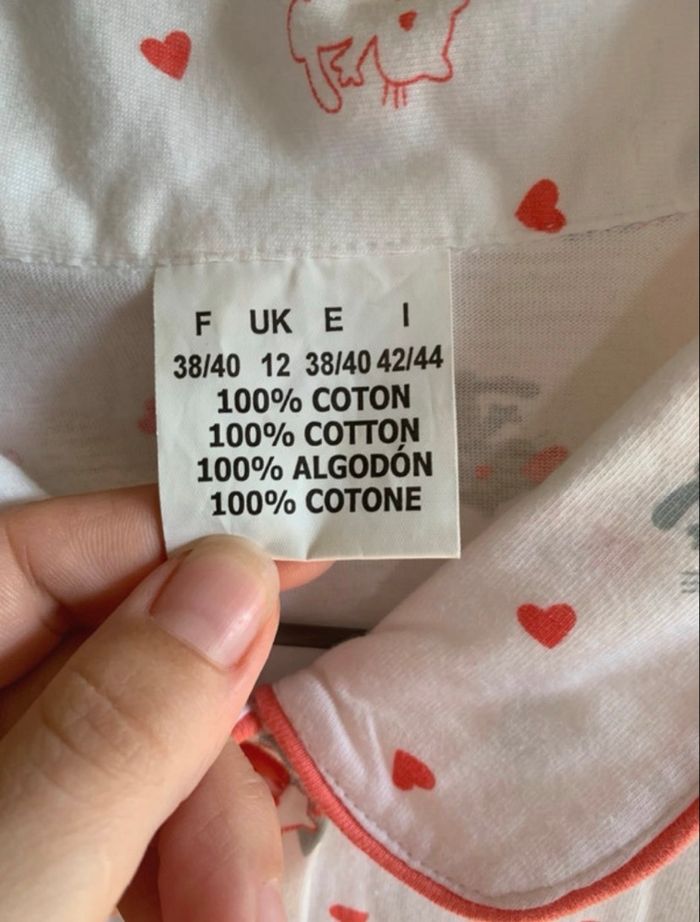 F UK E I
38/40 12 38/40 42/44
100% COTON
100% COTTON
100% ALGODÓN
100% COTONE